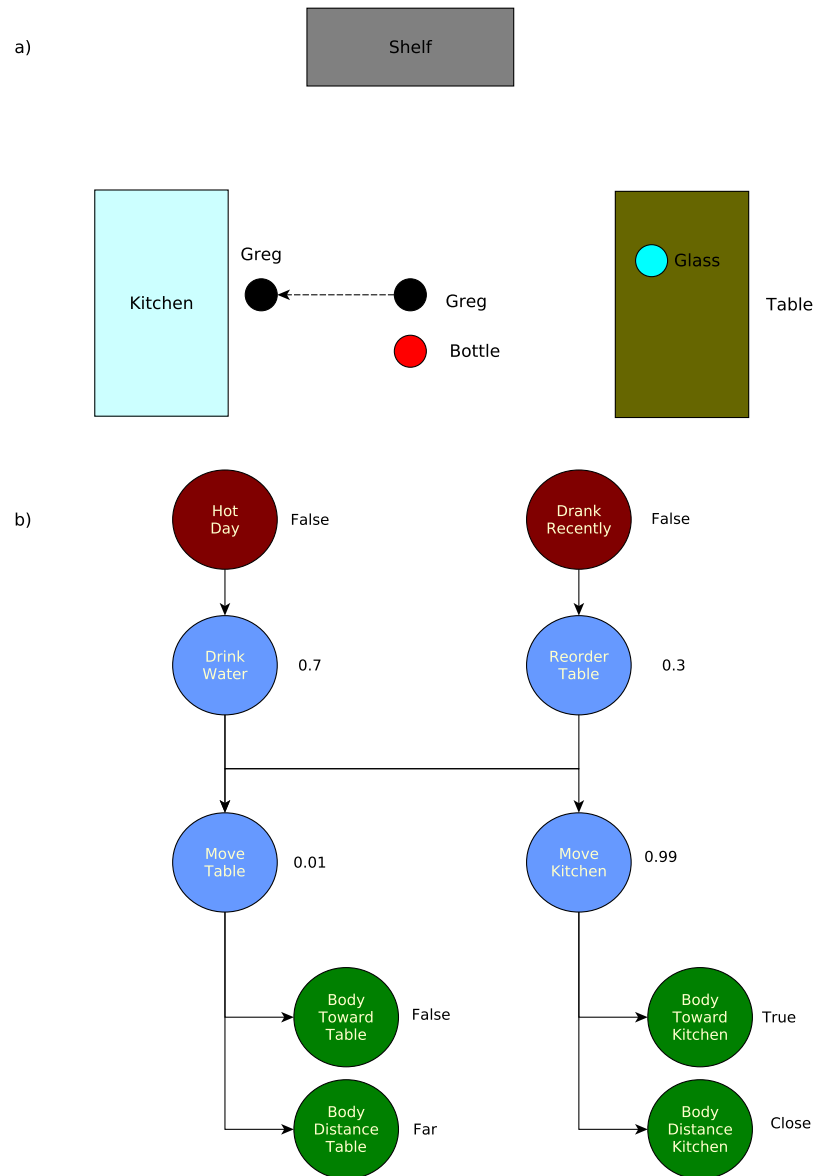 a)
Shelf
Greg
Glass
Kitchen
Greg
Table
Bottle
b)
Hot
Day
False
Drank
Recently
False
Drink
Water
0.7
Reorder
Table
0.3
Move
Table
0.01
Move
Kitchen
0.99
Body
Toward
Table
False
Body
Toward
Kitchen
True
Body
Distance
Table
Far
Body
Distance
Kitchen
Close